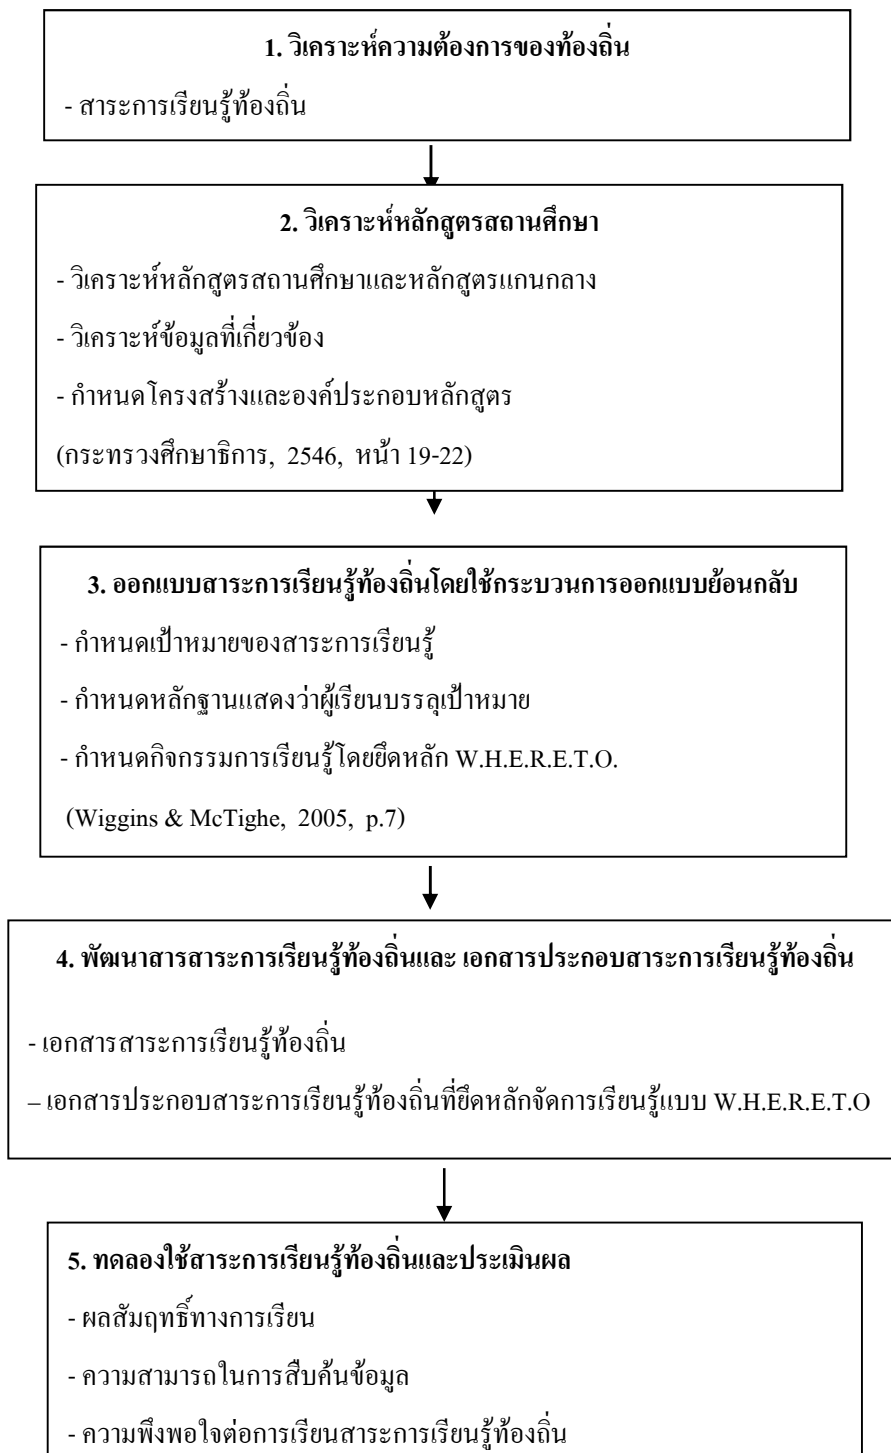 1. วิเคราะห์ความต้องการของท้องถิ่น
- สาระการเรียนรู้ท้องถิ่น
2. วิเคราะห์หลักสูตรสถานศึกษา
- วิเคราะห์หลักสูตรสถานศึกษาและหลักสูตรแกนกลาง
- วิเคราะห์ข้อมูลที่เกี่ยวข้อง
- กำหนดโครงสร้างและองค์ประกอบหลักสูตร
(กระทรวงศึกษาธิการ, 2546, หน้า 19-22)
3. ออกแบบสาระการเรียนรู้ท้องถิ่นโดยใช้กระบวนการออกแบบย้อนกลับ
- กำหนดเป้าหมายของสาระการเรียนรู้
- กำหนดหลักฐานแสดงว่าผู้เรียนบรรลุเป้าหมาย
- กำหนดกิจกรรมการเรียนรู้โดยยึดหลัก W.H.E.R.E.T.O.
(Wiggins & McTighe, 2005, p.7)
4. พัฒนาสารสาระการเรียนรู้ท้องถิ่นและ เอกสารประกอบสาระการเรียนรู้ท้องถิ่น
- เอกสารสาระการเรียนรู้ท้องถิ่น
– เอกสารประกอบสาระการเรียนรู้ท้องถิ่นที่ยึดหลักจัดการเรียนรู้แบบ W.H.E.R.E.T.O
5. ทดลองใช้สาระการเรียนรู้ท้องถิ่นและประเมินผล
- ผลสัมฤทธิ์ทางการเรียน
- ความสามารถในการสืบค้นข้อมูล
- ความพึงพอใจต่อการเรียนสาระการเรียนรู้ท้องถิ่น